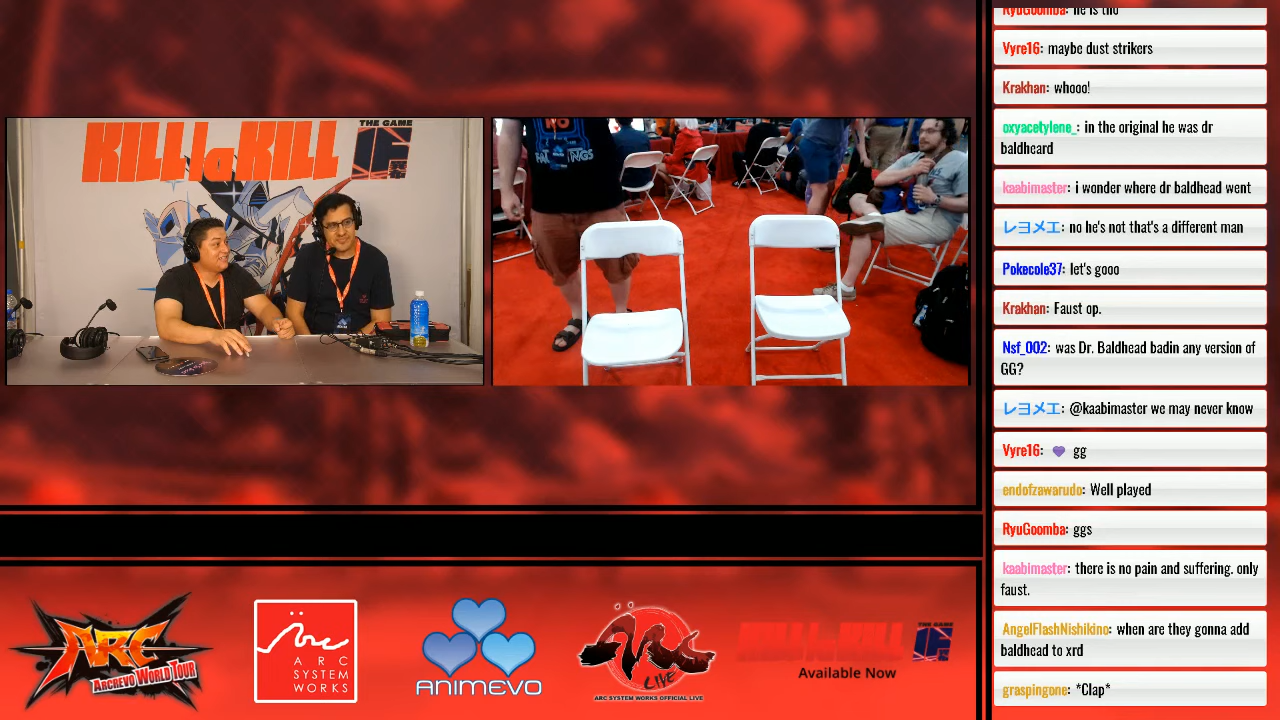 KILL la KILL
THE GAME
IF
RyuGoomba: he is tho
Vyre16: maybe dust strikers
Krakhan: whooo!
oxyacetylene_: in the original he was dr
baldheard
kaabimaster: i wonder where dr baldhead went
レヨメエ: no he's not that's a different man
Pokecole37: let's gooo
Krakhan: Faust op.
Nsf_002: was Dr. Baldhead badin any version of
GG?
レヨメエ: @kaabimaster we may never know
Vyre16: 💜 gg
endofzawarudo: Well played
RyuGoomba: ggs
kaabimaster: there is no pain and suffering. only
faust.
AngelFlashNishikino: when are they gonna add
baldhead to xrd
graspingone: *Clap*
ARC
ARCREVO WORLD TOUR
Arc
ARC
SYSTEM
WORKS
ANIMEVO
ARC
LIVE
ARC SYSTEM WORKS OFFICIAL LIVE
KILL la KILL
THE GAME
IF
Available Now